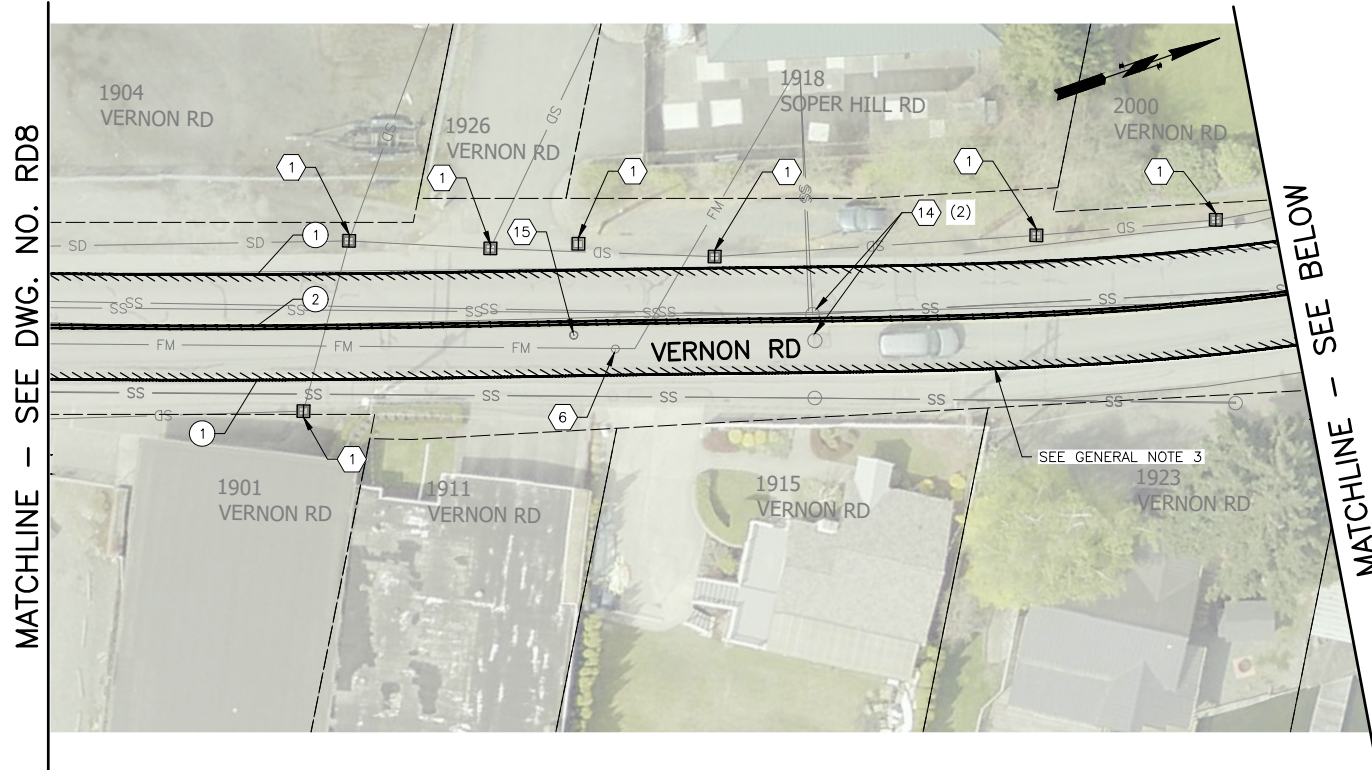 MATCHLINE – SEE DWG. NO. RD8
1904
VERNON RD
1926
VERNON RD
1918
SOPER HILL RD
2000
VERNON RD
SD
SD
1
1
1
1
1
1
15
14 (2)
FM
SS
SD
SD
SD
SD
SD
1
2
SS
SS
SSSS
SSSS
SS
SS
FM
FM
FM
VERNON RD
SS
SS
SS
SS
SS
SS
SD
1
1
6
SEE GENERAL NOTE 3
1901
VERNON RD
1911
VERNON RD
1915
VERNON RD
1923
VERNON RD
MATCHLINE – SEE BELOW